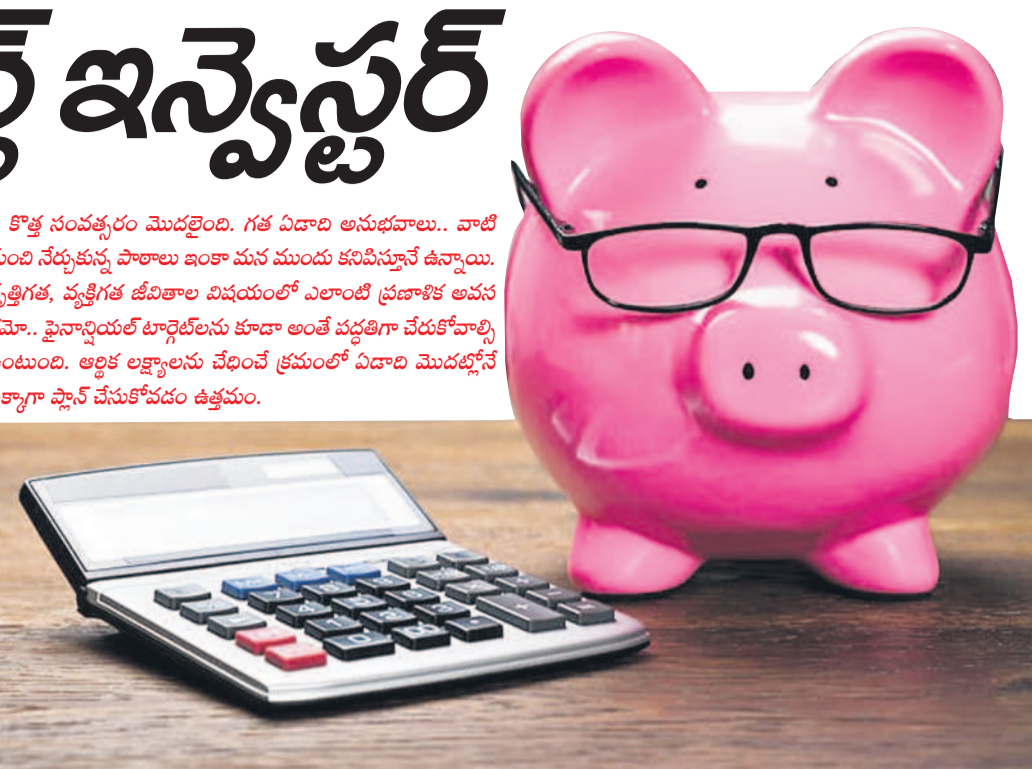 ఇన్వెస్టర్
కొత్త సంవత్సరం మొదలైంది. గత ఏడాది అనుభవాలు.. వాటి
నేర్చుకున్న పాఠాలు ఇంకా మన ముందు కనిపిస్తూనే ఉన్నాయి.
వ్యక్తిగత జీవితాల విషయంలో ఎలాంటి ప్రణాళిక అవస
ఫైనాన్షియల్ టార్గెట్‌లను కూడా అంతే పద్ధతిగా చేరుకోవాల్సి
ఆర్థిక లక్ష్యాలను చేధించే క్రమంలో ఏడాది మొదట్లోనే
ప్లాన్ చేసుకోవడం ఉత్తమం.